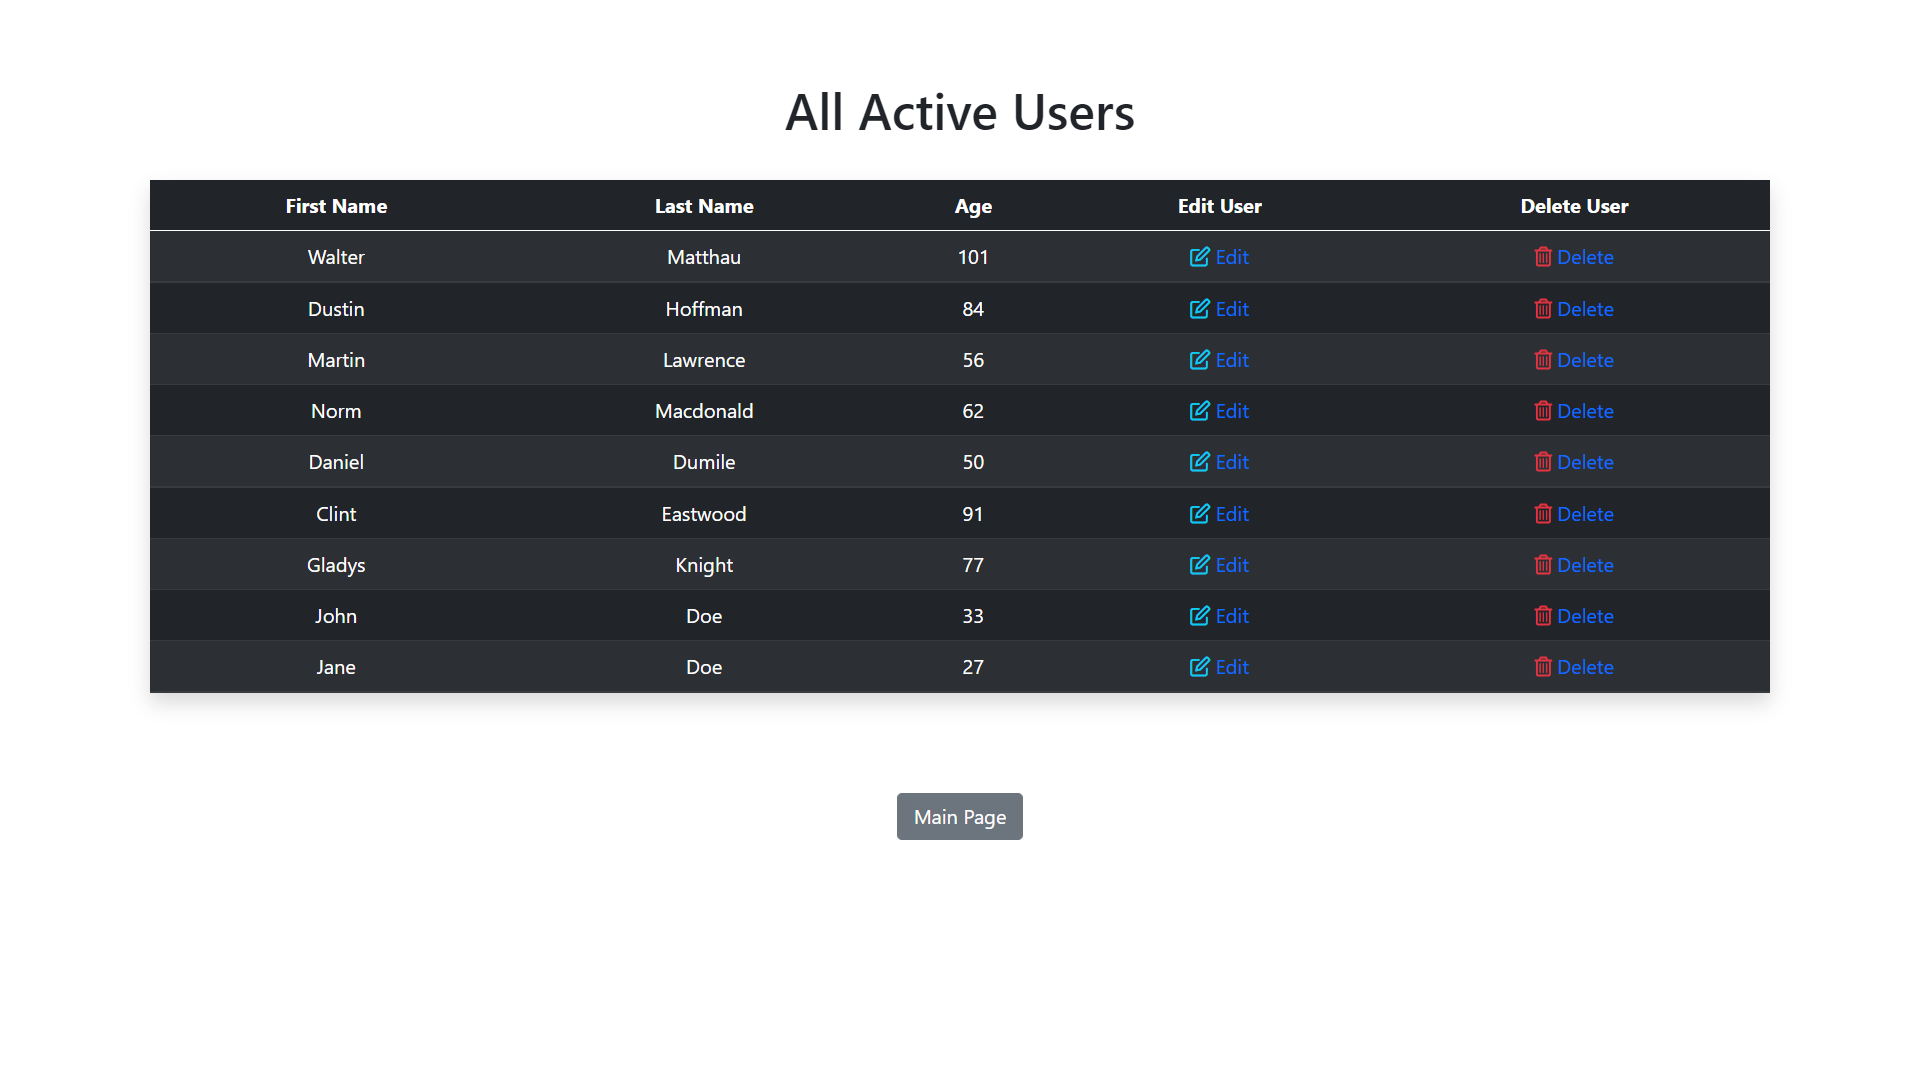 All Active Users
First Name Last Name Age Edit User Delete User
Walter Matthau 101 Edit Delete
Dustin Hoffman 84 Edit Delete
Martin Lawrence 56 Edit Delete
Norm Macdonald 62 Edit Delete
Daniel Dumile 50 Edit Delete
Clint Eastwood 91 Edit Delete
Gladys Knight 77 Edit Delete
John Doe 33 Edit Delete
Jane Doe 27 Edit Delete
Main Page